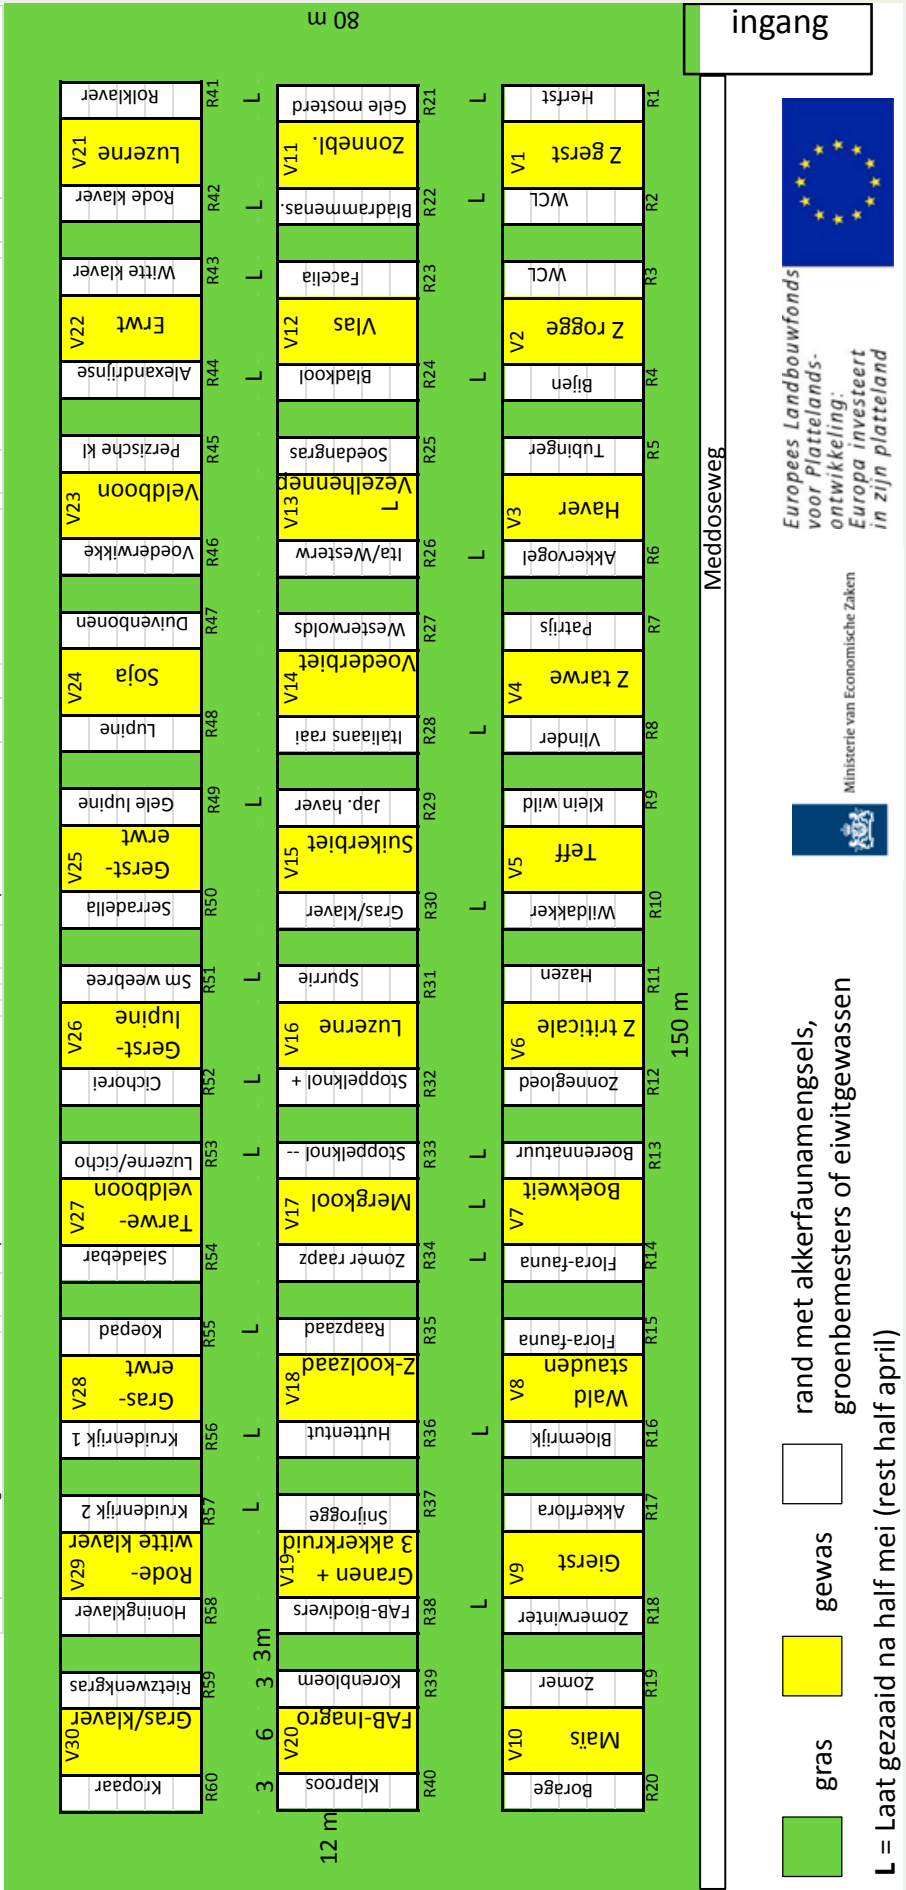 80 m
ingang
Rolklaver
R41
L
Gele mosterd
R21
L
Herfst
R1
V21
Luzerne
V11
Zonnebl.
V1
Z gerst
Rode klaver
R42
L
Bladrammenas.
R22
L
WCL
R2
Witte klaver
R43
L
Facelia
R23
WCL
R3
V22
Erwt
V12
Vlas
V2
Z rogge
Alexandrijnse
R44
L
Bladkool
R24
L
Bijen
R4
Perzische kl
R45
Soedangras
R25
Tubinger
R5
V23
Veldboon
V13
Vezelhennep
L
V3
Haver
Voederwikke
R46
Ita/Westerw
R26
L
Akkervogel
R6
Duivenbonen
R47
Westerwolds
R27
Patrijs
R7
V24
Soja
V14
Voederbiet
V4
Z tarwe
Lupine
R48
Italiaans raai
R28
L
Vlinder
R8
Gele lupine
R49
L
Jap. haver
R29
Klein wild
R9
V25
Gerst-
erwt
V15
Suikerbiet
V5
Teff
Serradella
R50
Gras/klaver
R30
L
Wildakker
R10
Sm weebree
R51
L
Spurrie
R31
Hazen
R11
V26
Gerst-
lupine
V16
Luzerne
V6
Z triticale
Cichorei
R52
L
Stoppelknol +
R32
Zonnegloed
R12
Luzerne/cicho
R53
L
Stoppelknol --
R33
L
Boerennatuur
R13
V27
Tarwe-
veldboon
V17
Mergkool
L
V7
Boekweit
Saladebar
R54
Zomer raapz
R34
L
Flora-fauna
R14
Koepad
R55
L
Raapzaad
R35
Flora-fauna
R15
V28
Gras-
erwt
V18
Z-koolzaad
V8
Wald
stauden
Kruidenrijk 1
R56
L
Huttentut
R36
L
Bloemrijk
R16
Kruidenrijk 2
R57
L
Snijrogge
R37
Akkerflora
R17
V29
Rode-
witte klaver
V19
Granen +
3 akkerkruid
V9
Gierst
Honingklaver
R58
FAB-Biodivers
R38
L
Zomerwinter
R18
Rietzwenkgras
R59
3 3m
Korenbloem
R39
Zomer
R19
V30
Gras/klaver
6
V20
FAB-Inagro
V10
Maïs
Kropaar
R60
3
Klaproos
R40
Borage
R20
12 m
150 m
Meddoseweg
Europees Landbouwfonds
voor Plattelands-
ontwikkeling:
Europa investeert
in zijn platteland
Ministerie van Economische Zaken
gras
gewas
rand met akkerfaunamengsels,
groenbemesters of eiwitgewassen
L = Laat gezaaid na half mei (rest half april)